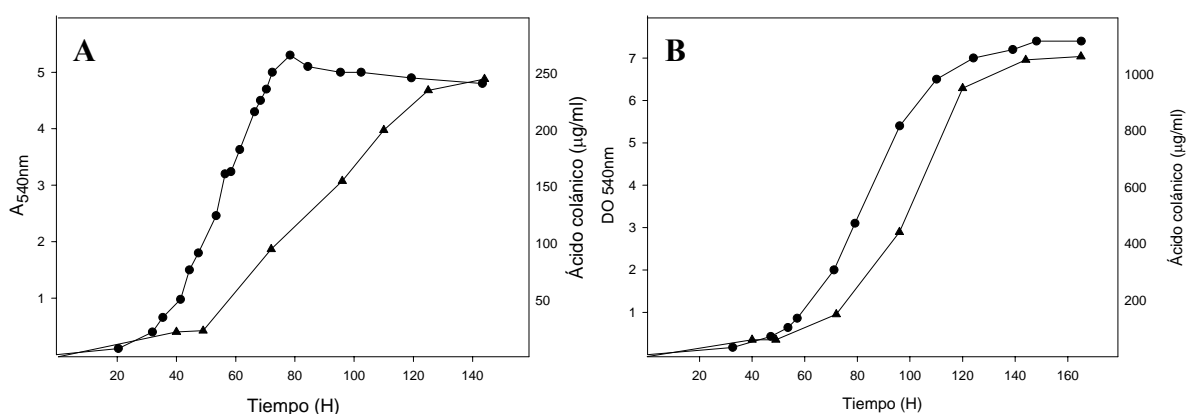 A
5
4
3
2
1
A540nm
250
200
150
100
50
Ácido colánico (μg/ml)
20 40 60 80 100 120 140
Tiempo (H)
B
7
6
5
4
3
2
1
DO 540nm
1000
800
600
400
200
Ácido colánico (μg/ml)
20 40 60 80 100 120 140 160
Tiempo (H)